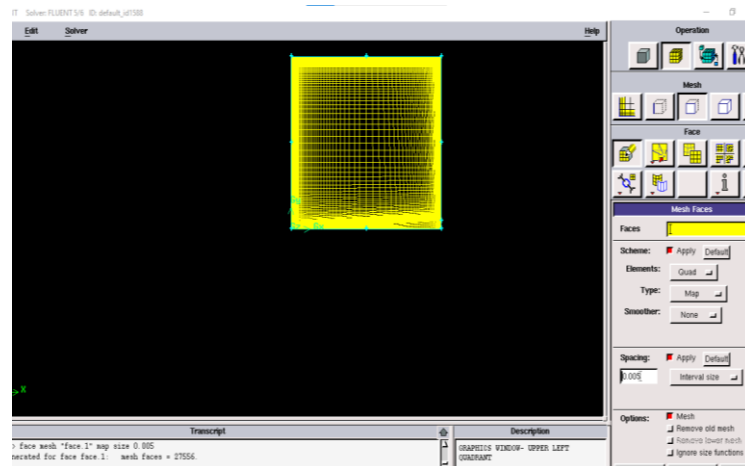 IT Solver: FLUENT 5/6 ID: default_id1588
Edit Solver Help
Operation
Mesh
Face
Mesh Faces
Faces
Scheme: Apply Default
Elements: Quad
Type: Map
Smoother: None
Spacing: Apply Default
0.005 Interval size
Options: Mesh
Remove old mesh
Remove lower mesh
Ignore size functions
X
Transcript
> face mesh "face.1" map size 0.005
nerated for face face.1: mesh faces = 27556.
Description
GRAPHICS WINDOW- UPPER LEFT
QUADRANT